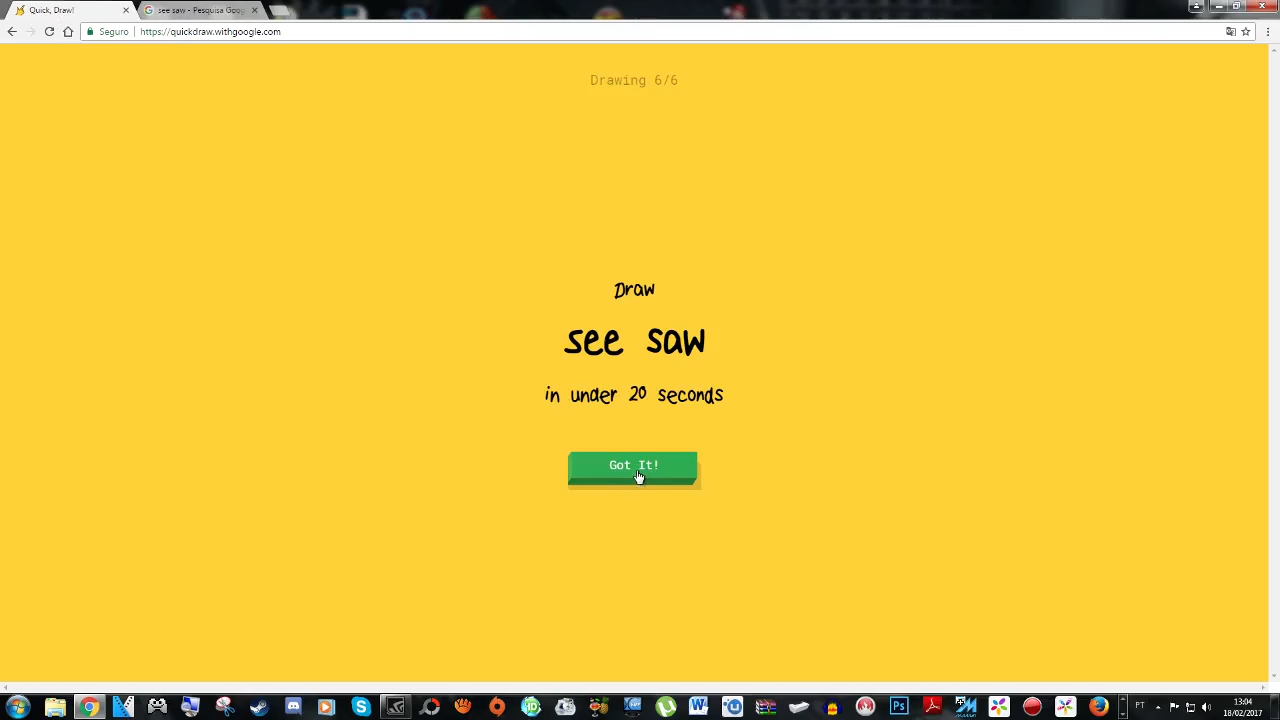 Quick, Draw!
see saw - Pesquisa Goog
Seguro
https://quickdraw.withgoogle.com
Drawing 6/6
Draw
see saw
in under 20 seconds
Got It!
PT
13:04
18/02/2017